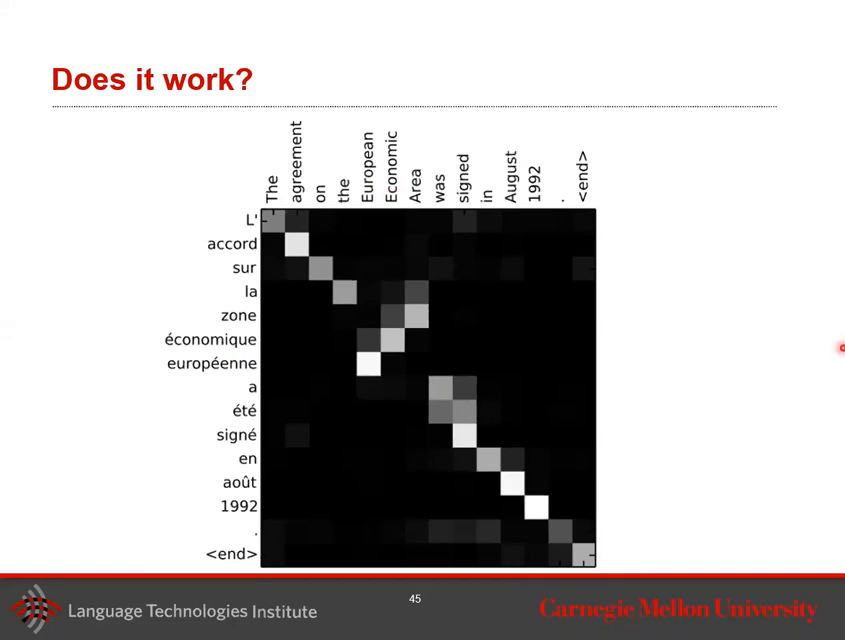 Does it work?
The
agreement
on
the
European
Economic
Area
was
signed
in
August
1992
.
<end>
L'
accord
sur
la
zone
économique
européenne
a
été
signé
en
août
1992
.
<end>
45
Language Technologies Institute
Carnegie Mellon University